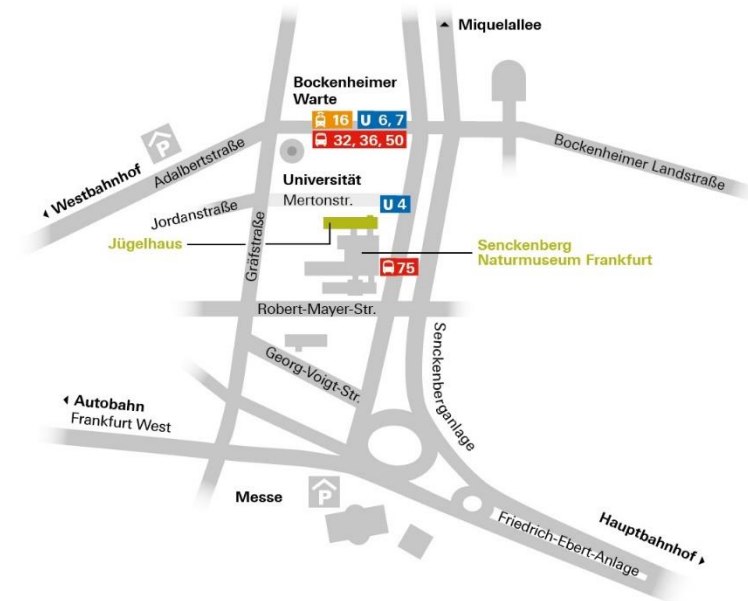 Miquelallee
Bockenheimer
Warte
16 U 6, 7
32, 36, 50
P
Bockenheimer Landstraße
Adalbertstraße
Westbahnhof
Universität
Mertonstr.
U 4
Jordanstraße
Jügelhaus
Gräfstraße
Senckenberg
Naturmuseum Frankfurt
75
Robert-Mayer-Str.
Georg-Voigt-Str.
Senckenberganlage
Autobahn
Frankfurt West
Messe
P
Friedrich-Ebert-Anlage
Hauptbahnhof